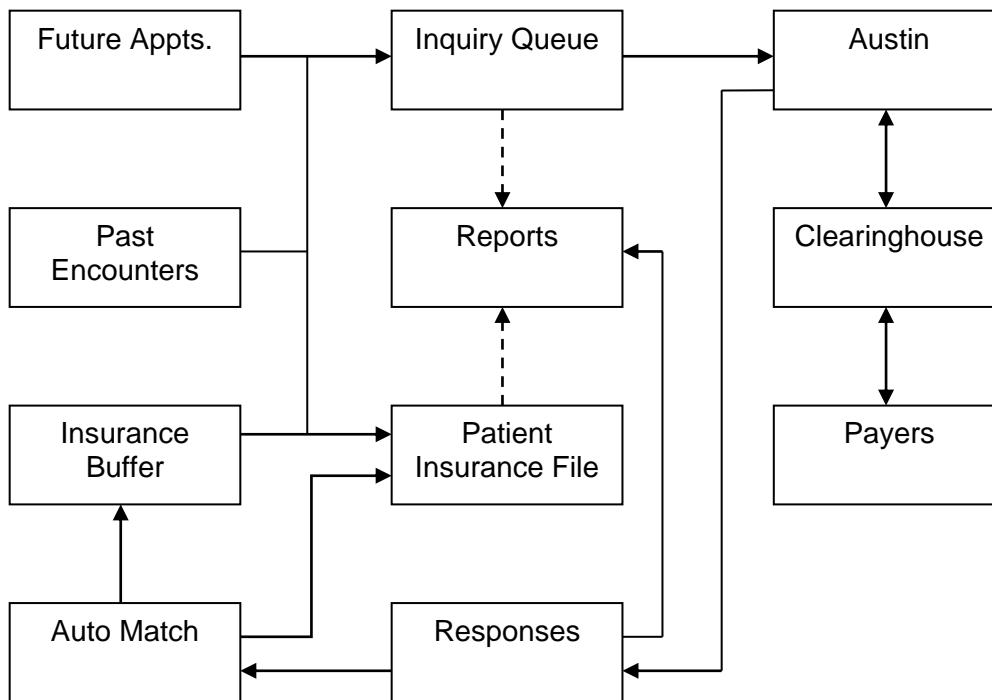 Future Appts.
Inquiry Queue
Austin
Past
Encounters
Reports
Clearinghouse
Insurance
Buffer
Patient
Insurance File
Payers
Auto Match
Responses